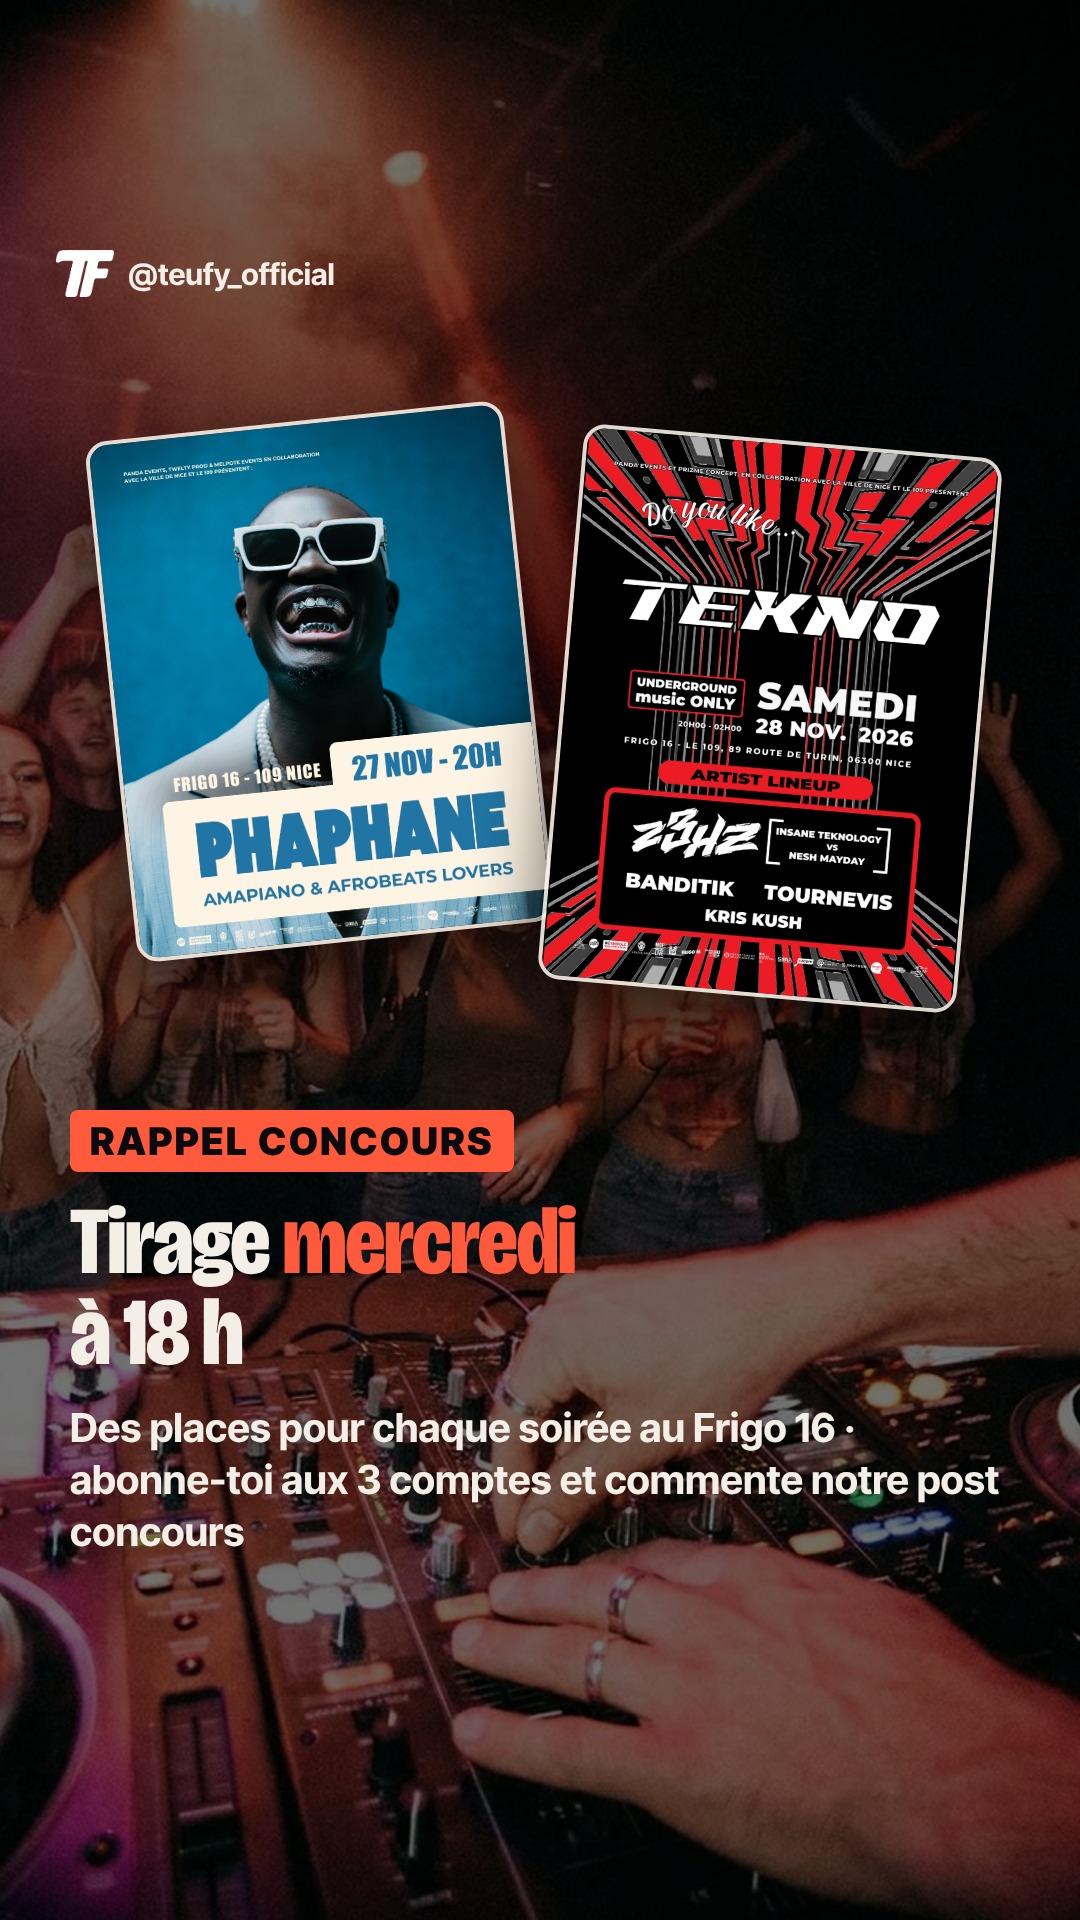 TF @teufy_official
PANDA EVENTS, TWELTY PROD & MELPOTE EVENTS EN COLLABORATION
AVEC LA VILLE DE NICE ET LE 109 PRÉSENTENT :
FRIGO 16 - 109 NICE
27 NOV - 20H
PHAPHANE
AMAPIANO & AFROBEATS LOVERS
PANDA EVENTS ET PRIZME CONCEPT, EN COLLABORATION AVEC LA VILLE DE NICE ET LE 109 PRÉSENTENT
Do you like...
TEKNO
UNDERGROUND
music ONLY
20H00 - 02H00
SAMEDI
28 NOV. 2026
FRIGO 16 - LE 109, 89 ROUTE DE TURIN, 06300 NICE
ARTIST LINEUP
Z3HZ
INSANE TEKNOLOGY
VS
NESH MAYDAY
BANDITIK TOURNEVIS
KRIS KUSH
RAPPEL CONCOURS
Tirage mercredi
à 18 h
Des places pour chaque soirée au Frigo 16 ·
abonne-toi aux 3 comptes et commente notre post
concours